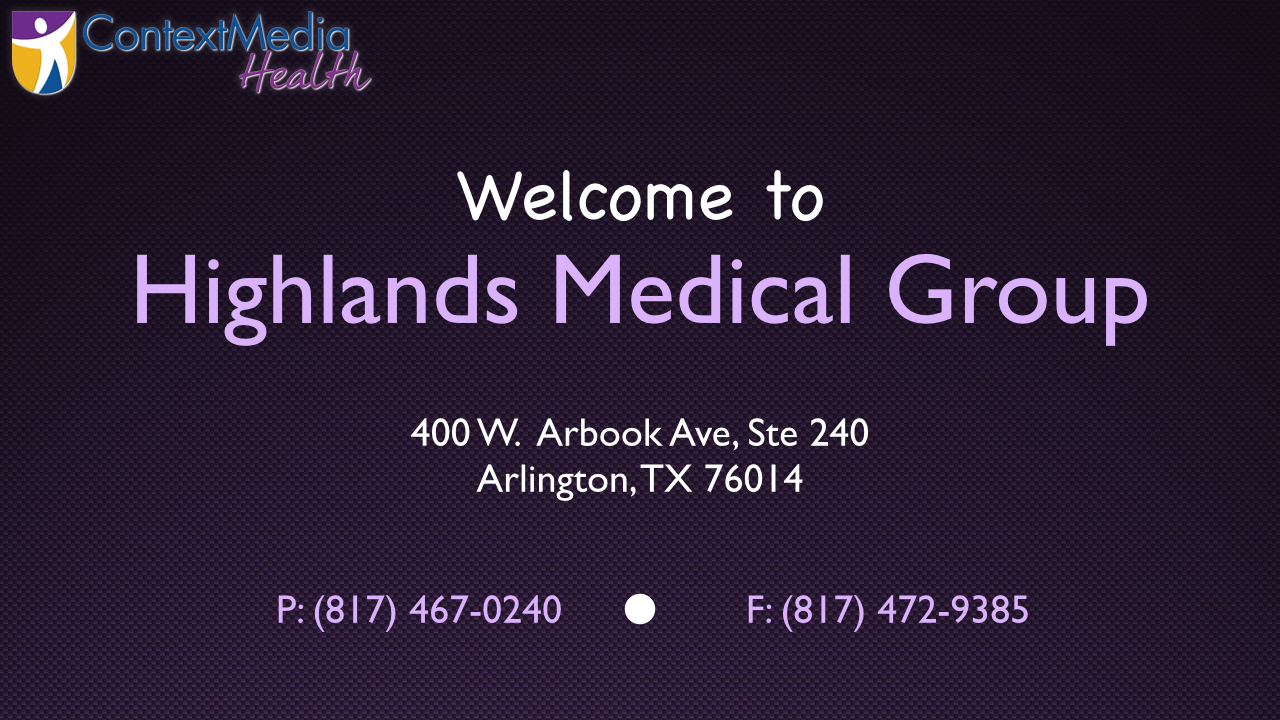 ContextMedia
Health
Welcome to
Highlands Medical Group
400 W. Arbook Ave, Ste 240
Arlington, TX 76014
P: (817) 467-0240 ● F: (817) 472-9385